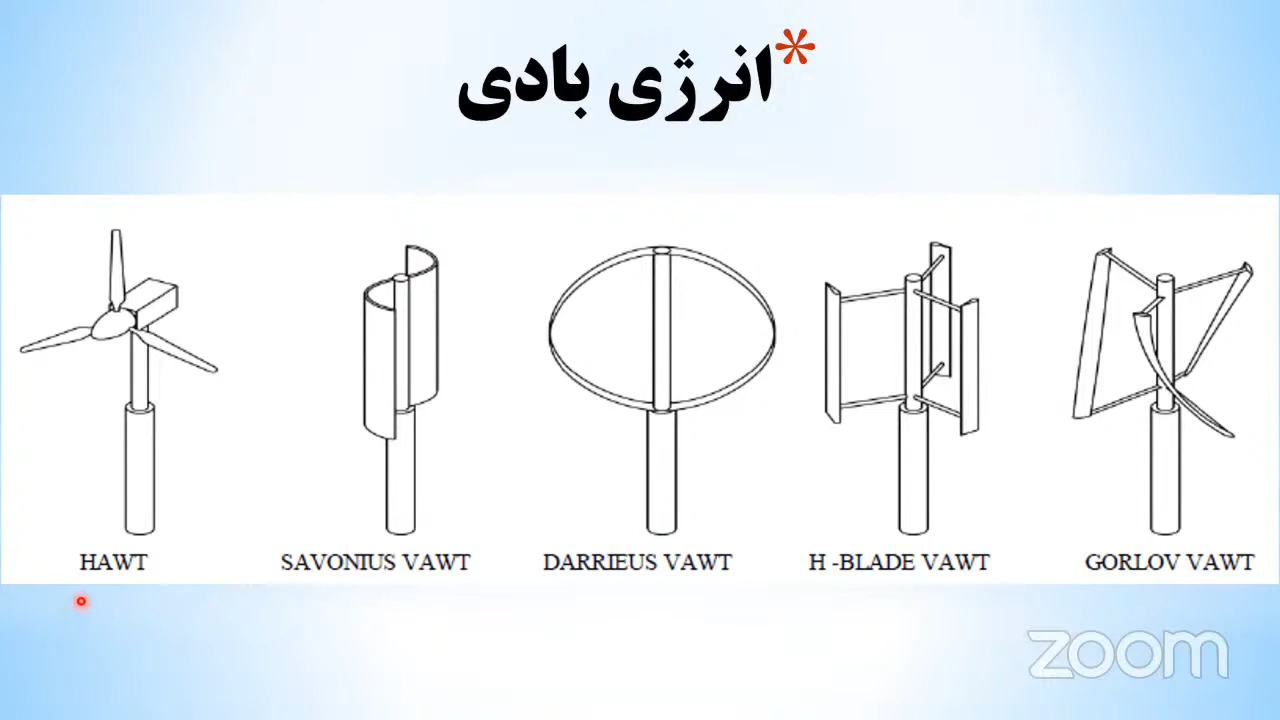 *انرژی بادی
HAWT
SAVONIUS VAWT
DARRIEUS VAWT
H -BLADE VAWT
GORLOV VAWT
zoom